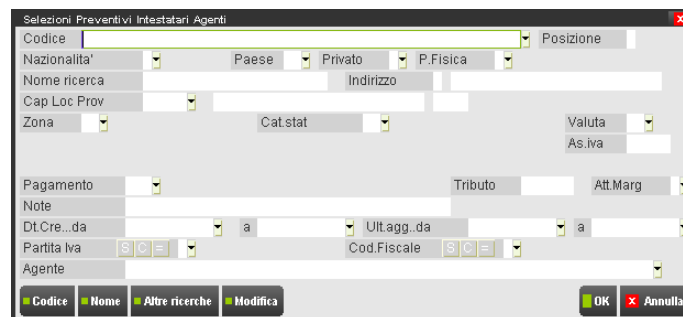 Selezioni Preventivi Intestatari Agenti
Codice Posizione
Nazionalita' Paese Privato P.Fisica
Nome ricerca Indirizzo
Cap Loc Prov
Zona Cat.stat Valuta
As.iva
Pagamento Tributo Att.Marg
Note
Dt.Cre...da a Ult.agg..da a
Partita Iva S C = Cod.Fiscale S C =
Agente
Codice Nome Altre ricerche Modifica OK X Annulla